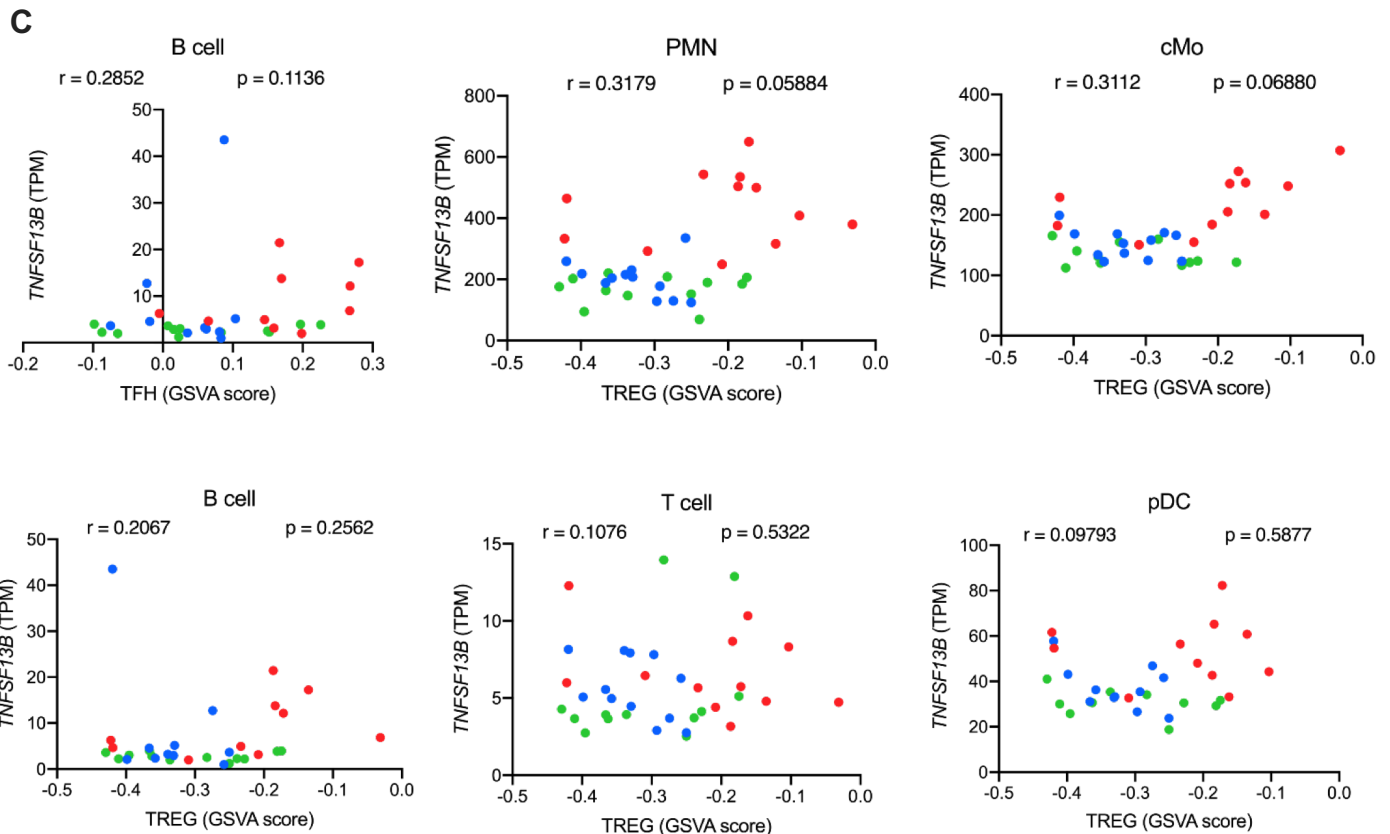 C
B cell
r = 0.2852 p = 0.1136
TNFSF13B (TPM)
50
40
30
20
10
-0.2 -0.1 0.0 0.1 0.2 0.3
TFH (GSVA score)
PMN
r = 0.3179 p = 0.05884
TNFSF13B (TPM)
800
600
400
200
0
-0.5 -0.4 -0.3 -0.2 -0.1 0.0
TREG (GSVA score)
cMo
r = 0.3112 p = 0.06880
TNFSF13B (TPM)
400
300
200
100
0
-0.5 -0.4 -0.3 -0.2 -0.1 0.0
TREG (GSVA score)
B cell
r = 0.2067 p = 0.2562
TNFSF13B (TPM)
50
40
30
20
10
0
-0.5 -0.4 -0.3 -0.2 -0.1 0.0
TREG (GSVA score)
T cell
r = 0.1076 p = 0.5322
TNFSF13B (TPM)
15
10
5
0
-0.5 -0.4 -0.3 -0.2 -0.1 0.0
TREG (GSVA score)
pDC
r = 0.09793 p = 0.5877
TNFSF13B (TPM)
100
80
60
40
20
0
-0.5 -0.4 -0.3 -0.2 -0.1 0.0
TREG (GSVA score)